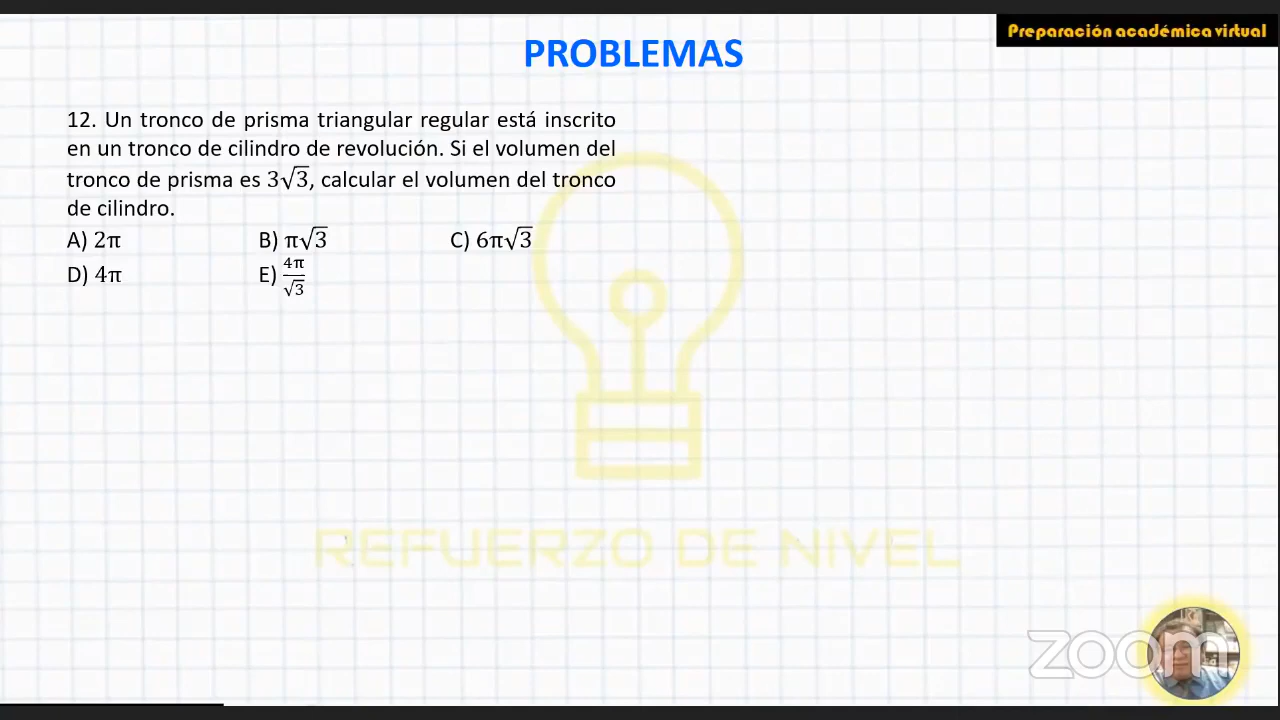 Preparación académica virtual
PROBLEMAS
12. Un tronco de prisma triangular regular está inscrito
en un tronco de cilindro de revolución. Si el volumen del
tronco de prisma es 3√3, calcular el volumen del tronco
de cilindro.
A) 2π B) π√3 C) 6π√3
D) 4π E) 4π/√3
REFUERZO DE NIVEL
zoom